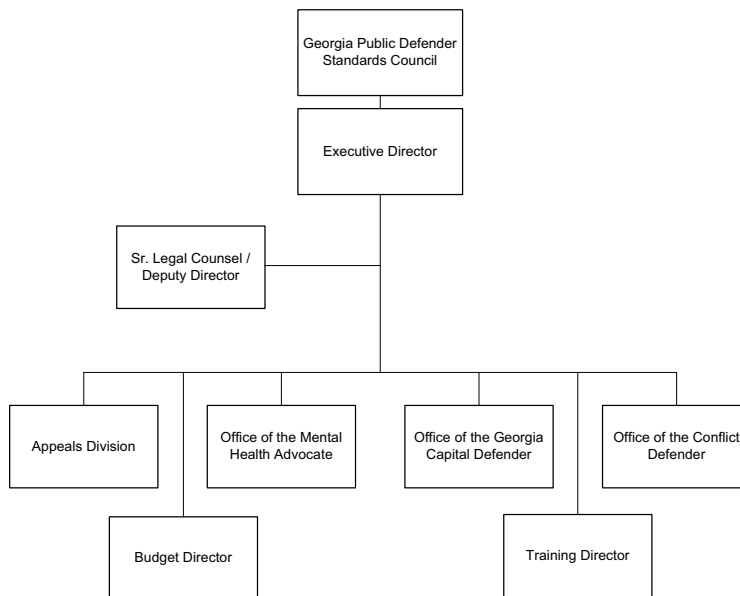 Georgia Public Defender
Standards Council
Executive Director
Sr. Legal Counsel /
Deputy Director
Appeals Division
Office of the Mental
Health Advocate
Office of the Georgia
Capital Defender
Office of the Conflict
Defender
Budget Director
Training Director